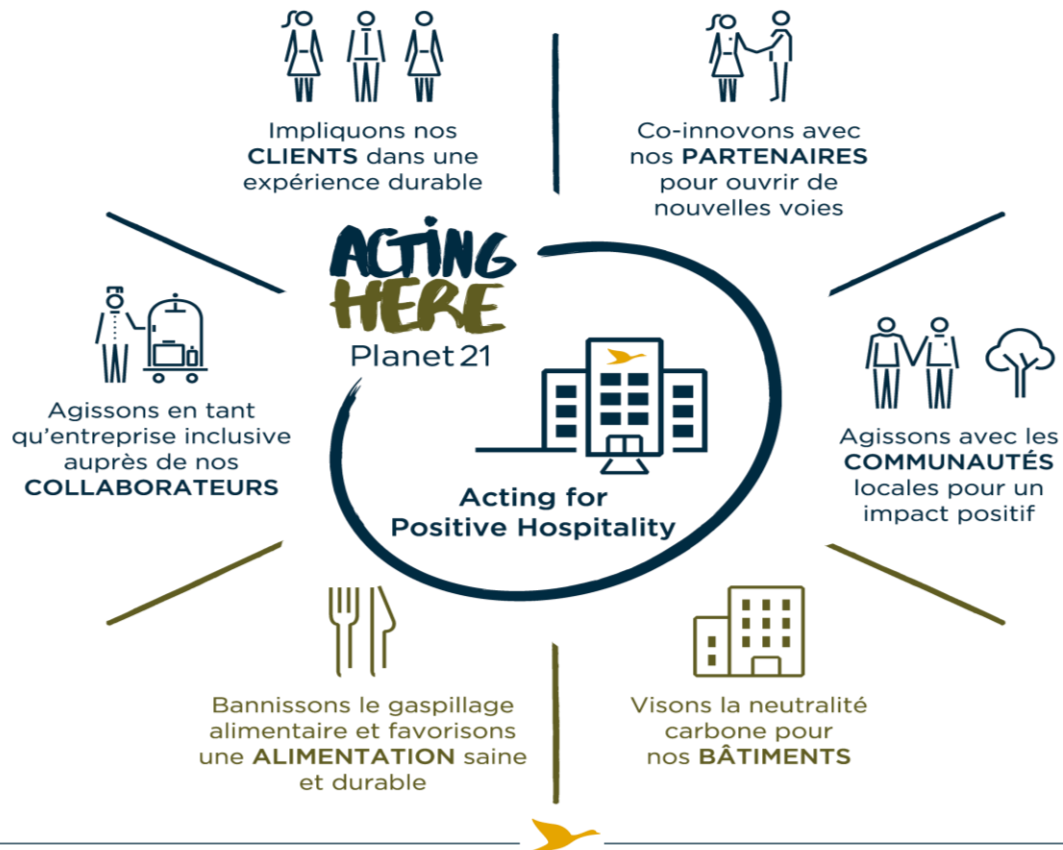 Impliquons nos
CLIENTS dans une
expérience durable
Co-innovons avec
nos PARTENAIRES
pour ouvrir de
nouvelles voies
ACTING
HERE
Planet 21
Agissons en tant
qu'entreprise inclusive
auprès de nos
COLLABORATEURS
Acting for
Positive Hospitality
Agissons avec les
COMMUNAUTÉS
locales pour un
impact positif
Bannissons le gaspillage
alimentaire et favorisons
une ALIMENTATION saine
et durable
Visons la neutralité
carbone pour
nos BÂTIMENTS